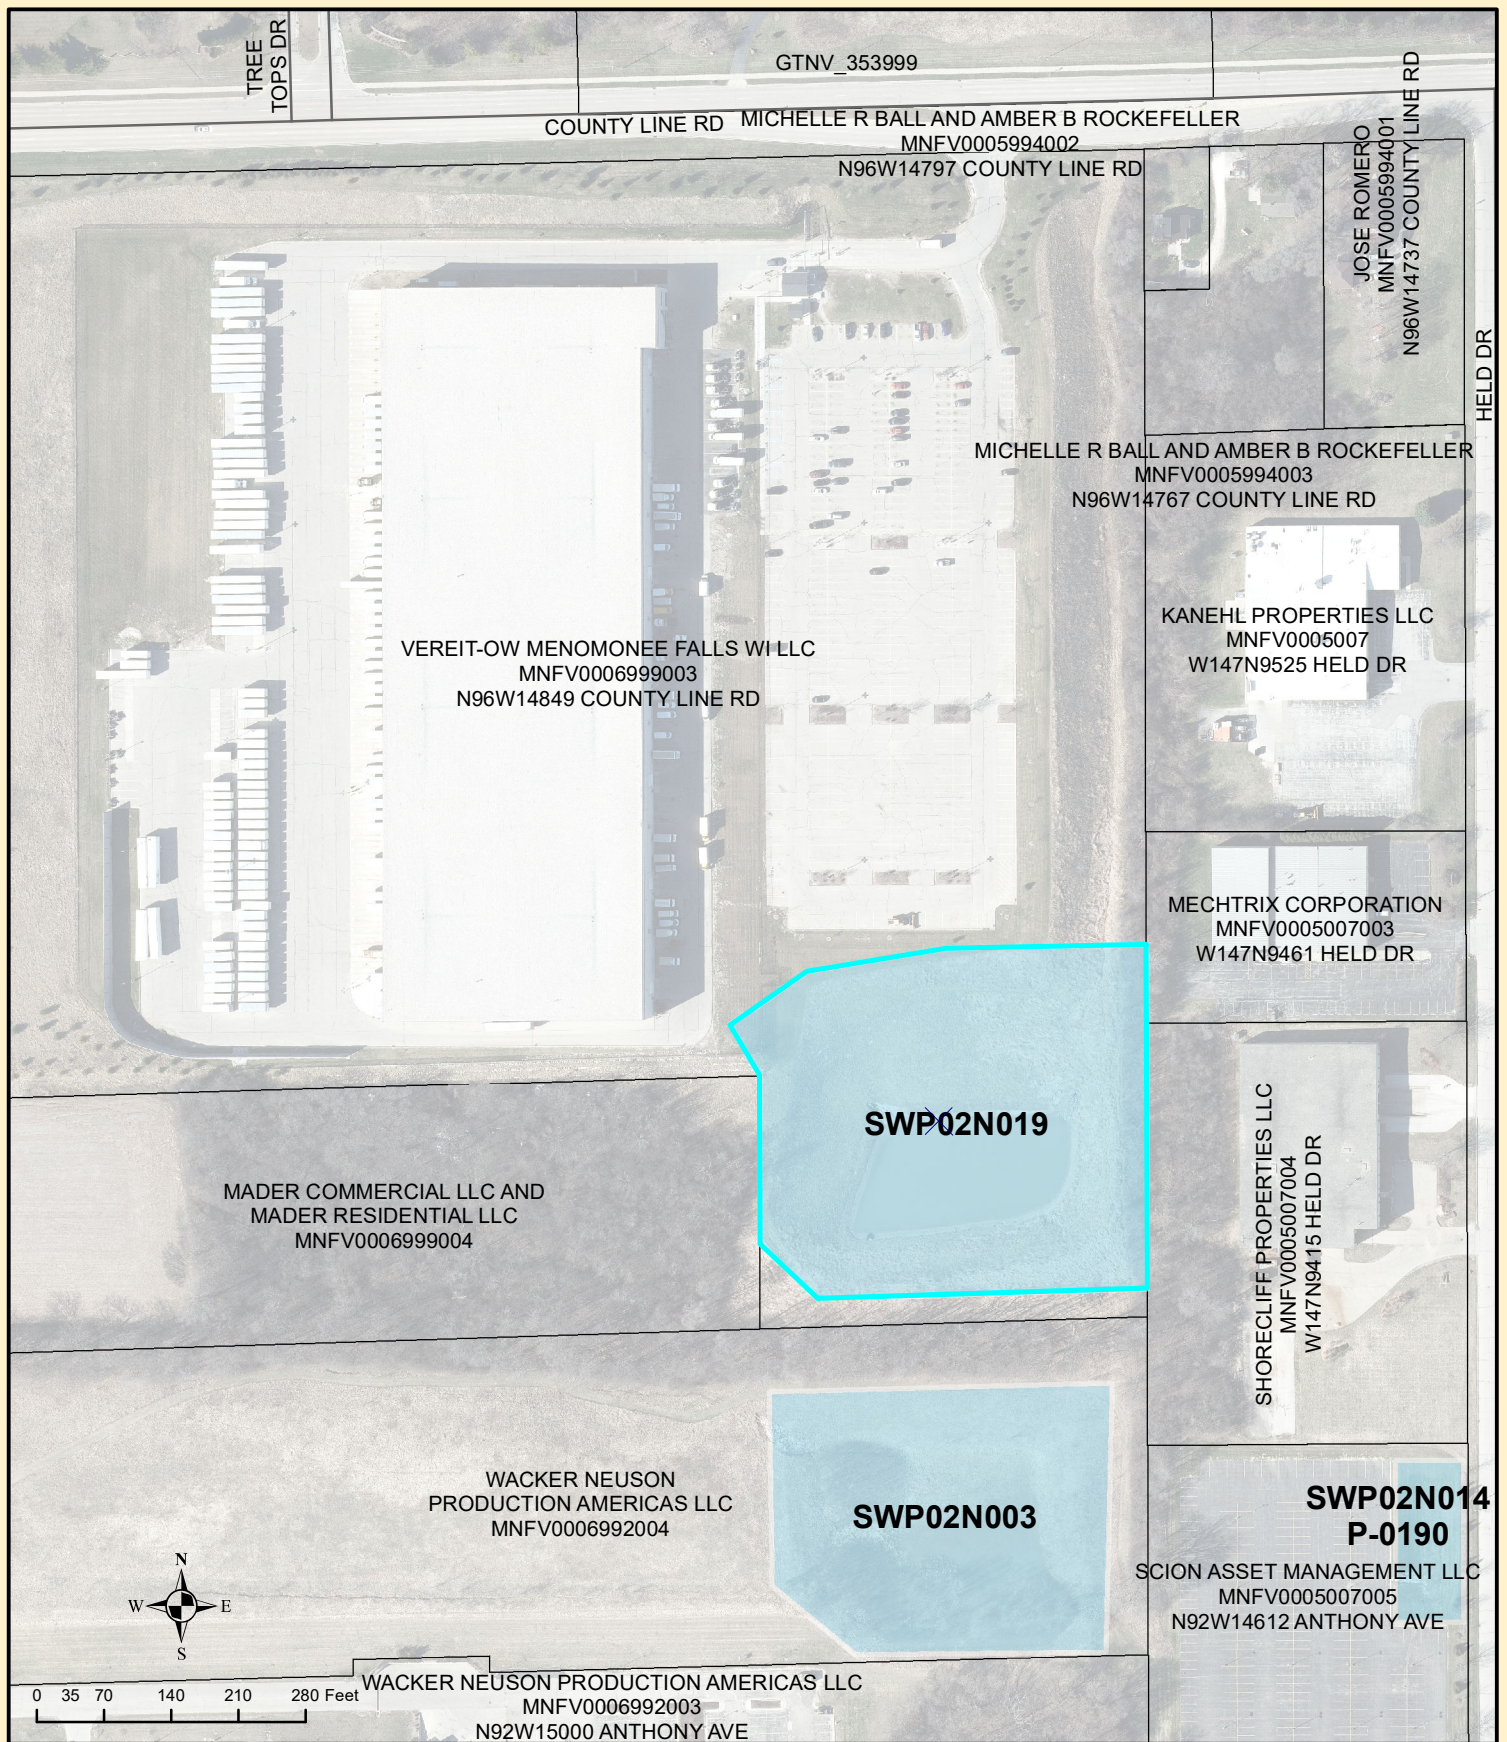 TREE
TOPS DR
GTNV_353999
COUNTY LINE RD
MICHELLE R BALL AND AMBER B ROCKEFELLER
MNFV0005994002
N96W14797 COUNTY LINE RD
JOSE ROMERO
MNFV0005994001
N96W14737 COUNTY LINE RD
HELD DR
MICHELLE R BALL AND AMBER B ROCKEFELLER
MNFV0005994003
N96W14767 COUNTY LINE RD
KANEHL PROPERTIES LLC
MNFV0005007
W147N9525 HELD DR
VEREIT-OW MENOMONEE FALLS WI LLC
MNFV0006999003
N96W14849 COUNTY LINE RD
MECHTRIX CORPORATION
MNFV0005007003
W147N9461 HELD DR
SWP02N019
SHORECLIFF PROPERTIES LLC
MNFV0005007004
W147N9415 HELD DR
MADER COMMERCIAL LLC AND
MADER RESIDENTIAL LLC
MNFV0006999004
WACKER NEUSON
PRODUCTION AMERICAS LLC
MNFV0006992004
SWP02N003
SWP02N014
P-0190
SCION ASSET MANAGEMENT LLC
MNFV0005007005
N92W14612 ANTHONY AVE
N
W E
S
0 35 70 140 210 280 Feet
WACKER NEUSON PRODUCTION AMERICAS LLC
MNFV0006992003
N92W15000 ANTHONY AVE